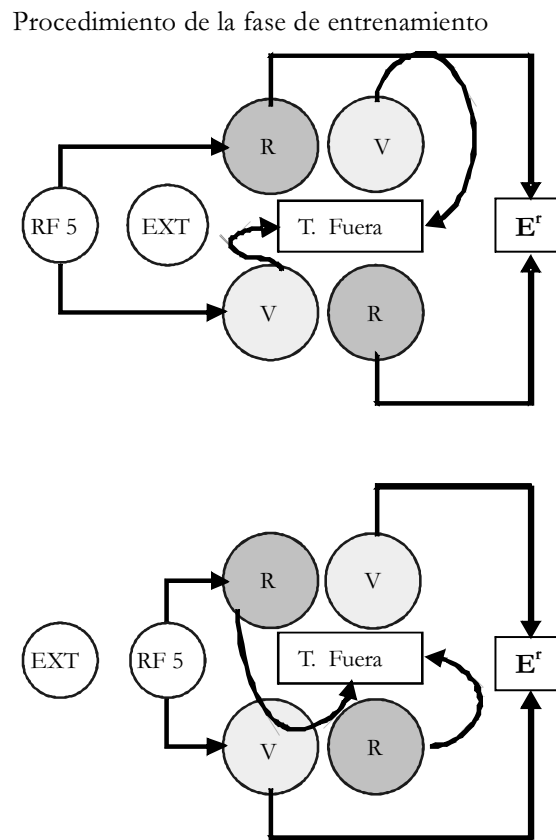 Procedimiento de la fase de entrenamiento
R V
RF 5 EXT T. Fuera Eʳ
V R
R V
EXT RF 5 T. Fuera Eʳ
V R